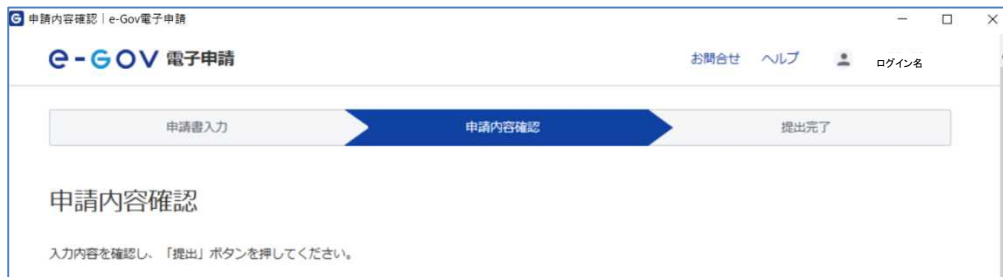 申請内容確認｜e-Gov電子申請
e-GOV 電子申請 お問合せ ヘルプ ログイン名
申請書入力 申請内容確認 提出完了
申請内容確認
入力内容を確認し、「提出」ボタンを押してください。